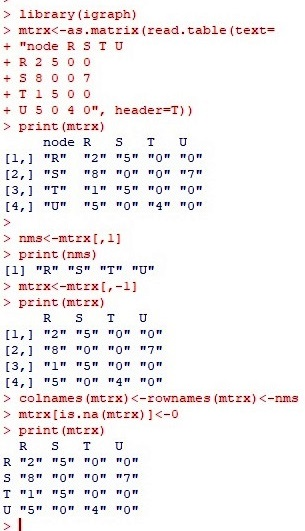 > library(igraph)
> mtrx<-as.matrix(read.table(text=
+ "node R S T U
+ R 2 5 0 0
+ S 8 0 0 7
+ T 1 5 0 0
+ U 5 0 4 0", header=T))
> print(mtrx)
     node R   S   T   U
[1,] "R" "2" "5" "0" "0"
[2,] "S" "8" "0" "0" "7"
[3,] "T" "1" "5" "0" "0"
[4,] "U" "5" "0" "4" "0"
>
> nms<-mtrx[,1]
> print(nms)
[1] "R" "S" "T" "U"
> mtrx<-mtrx[,-1]
> print(mtrx)
     R   S   T   U
[1,] "2" "5" "0" "0"
[2,] "8" "0" "0" "7"
[3,] "1" "5" "0" "0"
[4,] "5" "0" "4" "0"
> colnames(mtrx)<-rownames(mtrx)<-nms
> mtrx[is.na(mtrx)]<-0
> print(mtrx)
  R   S   T   U
R "2" "5" "0" "0"
S "8" "0" "0" "7"
T "1" "5" "0" "0"
U "5" "0" "4" "0"
>